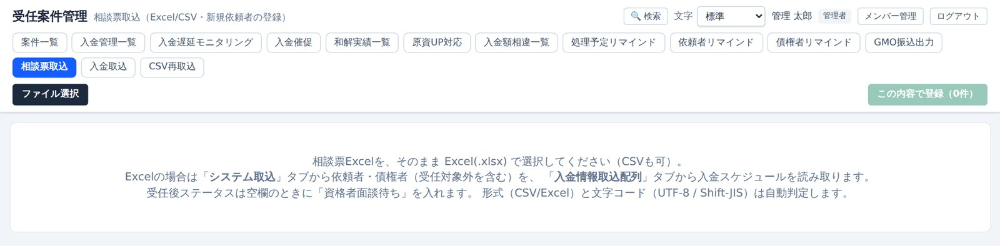 受任案件管理 相談票取込（Excel/CSV・新規依頼者の登録） 🔍 検索 文字 標準 管理 太郎 管理者 メンバー管理 ログアウト
案件一覧 入金管理一覧 入金遅延モニタリング 入金催促 和解実績一覧 原資UP対応 入金額相違一覧 処理予定リマインド 依頼者リマインド 債権者リマインド GMO振込出力
相談票取込 入金取込 CSV再取込
ファイル選択 この内容で登録（0件）
相談票Excelを、そのまま Excel(.xlsx) で選択してください（CSVも可）。
Excelの場合は「システム取込」タブから依頼者・債権者（受任対象外を含む）を、 「入金情報取込配列」タブから入金スケジュールを読み取ります。
受任後ステータスは空欄のときに「資格者面談待ち」を入れます。 形式（CSV/Excel）と文字コード（UTF-8 / Shift-JIS）は自動判定します。